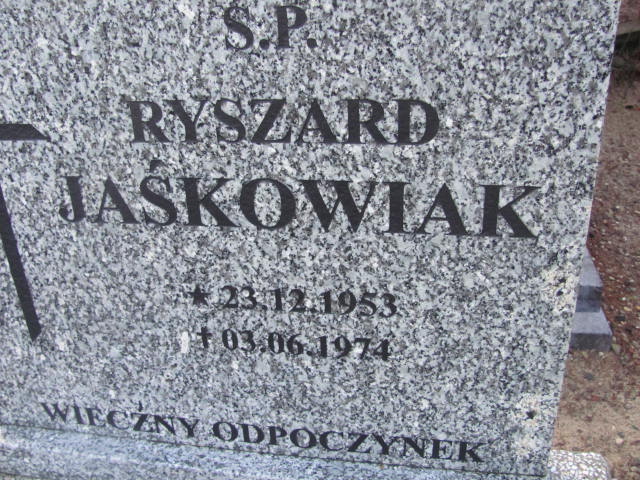 Ś.P.
RYSZARD
JAŚKOWIAK
★ 23.12.1953
✝ 03.06.1974
WIECZNY ODPOCZYNEK